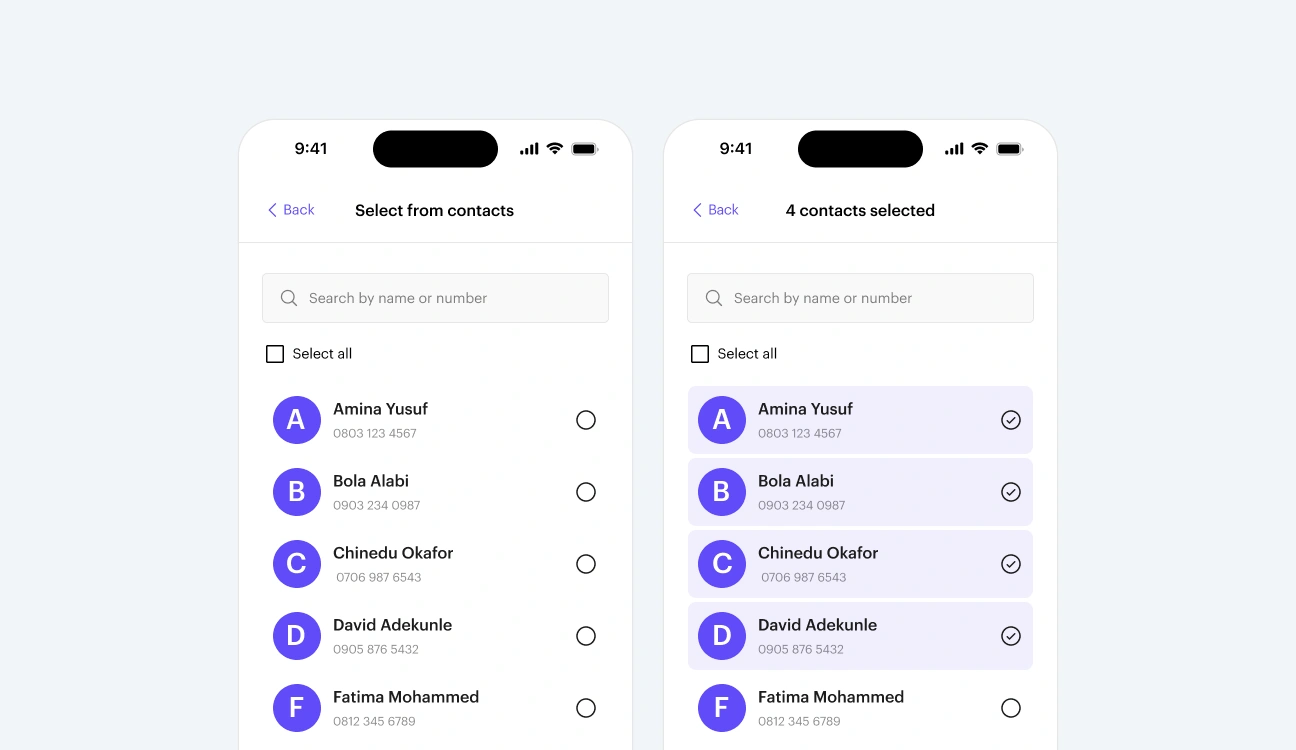 9:41
Back
Select from contacts
Search by name or number
Select all
A
Amina Yusuf
0803 123 4567
B
Bola Alabi
0903 234 0987
C
Chinedu Okafor
0706 987 6543
D
David Adekunle
0905 876 5432
F
Fatima Mohammed
0812 345 6789
9:41
Back
4 contacts selected
Search by name or number
Select all
A
Amina Yusuf
0803 123 4567
B
Bola Alabi
0903 234 0987
C
Chinedu Okafor
0706 987 6543
D
David Adekunle
0905 876 5432
F
Fatima Mohammed
0812 345 6789